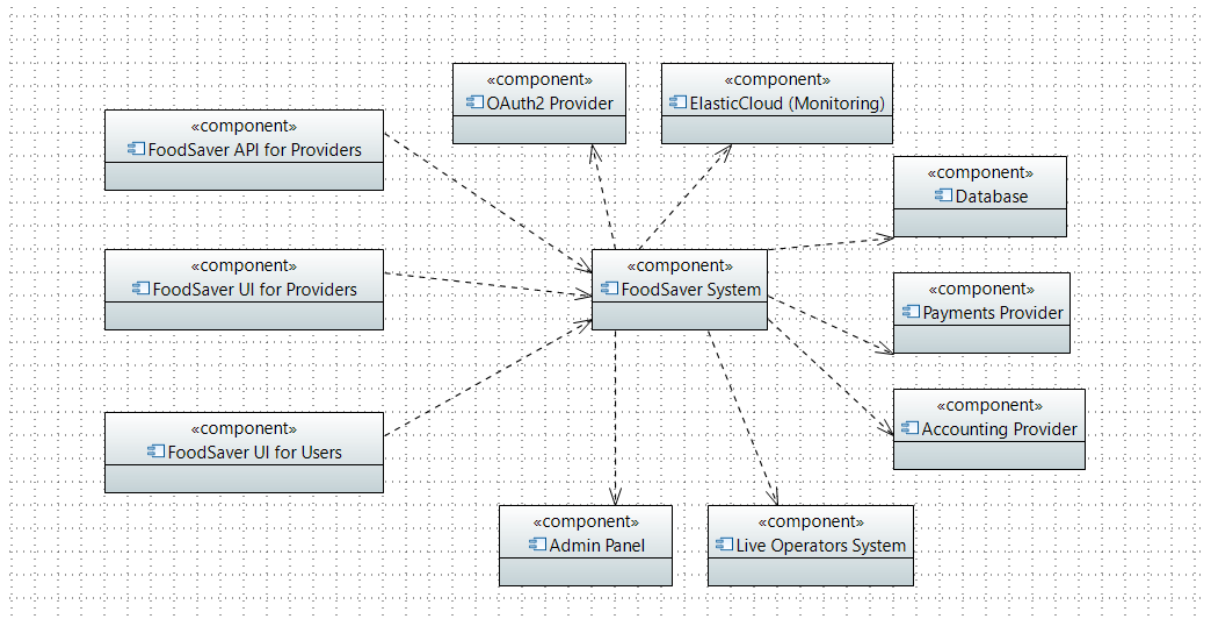 «component»
OAuth2 Provider
«component»
ElasticCloud (Monitoring)
«component»
FoodSaver API for Providers
«component»
Database
«component»
FoodSaver UI for Providers
«component»
FoodSaver System
«component»
Payments Provider
«component»
Accounting Provider
«component»
FoodSaver UI for Users
«component»
Admin Panel
«component»
Live Operators System